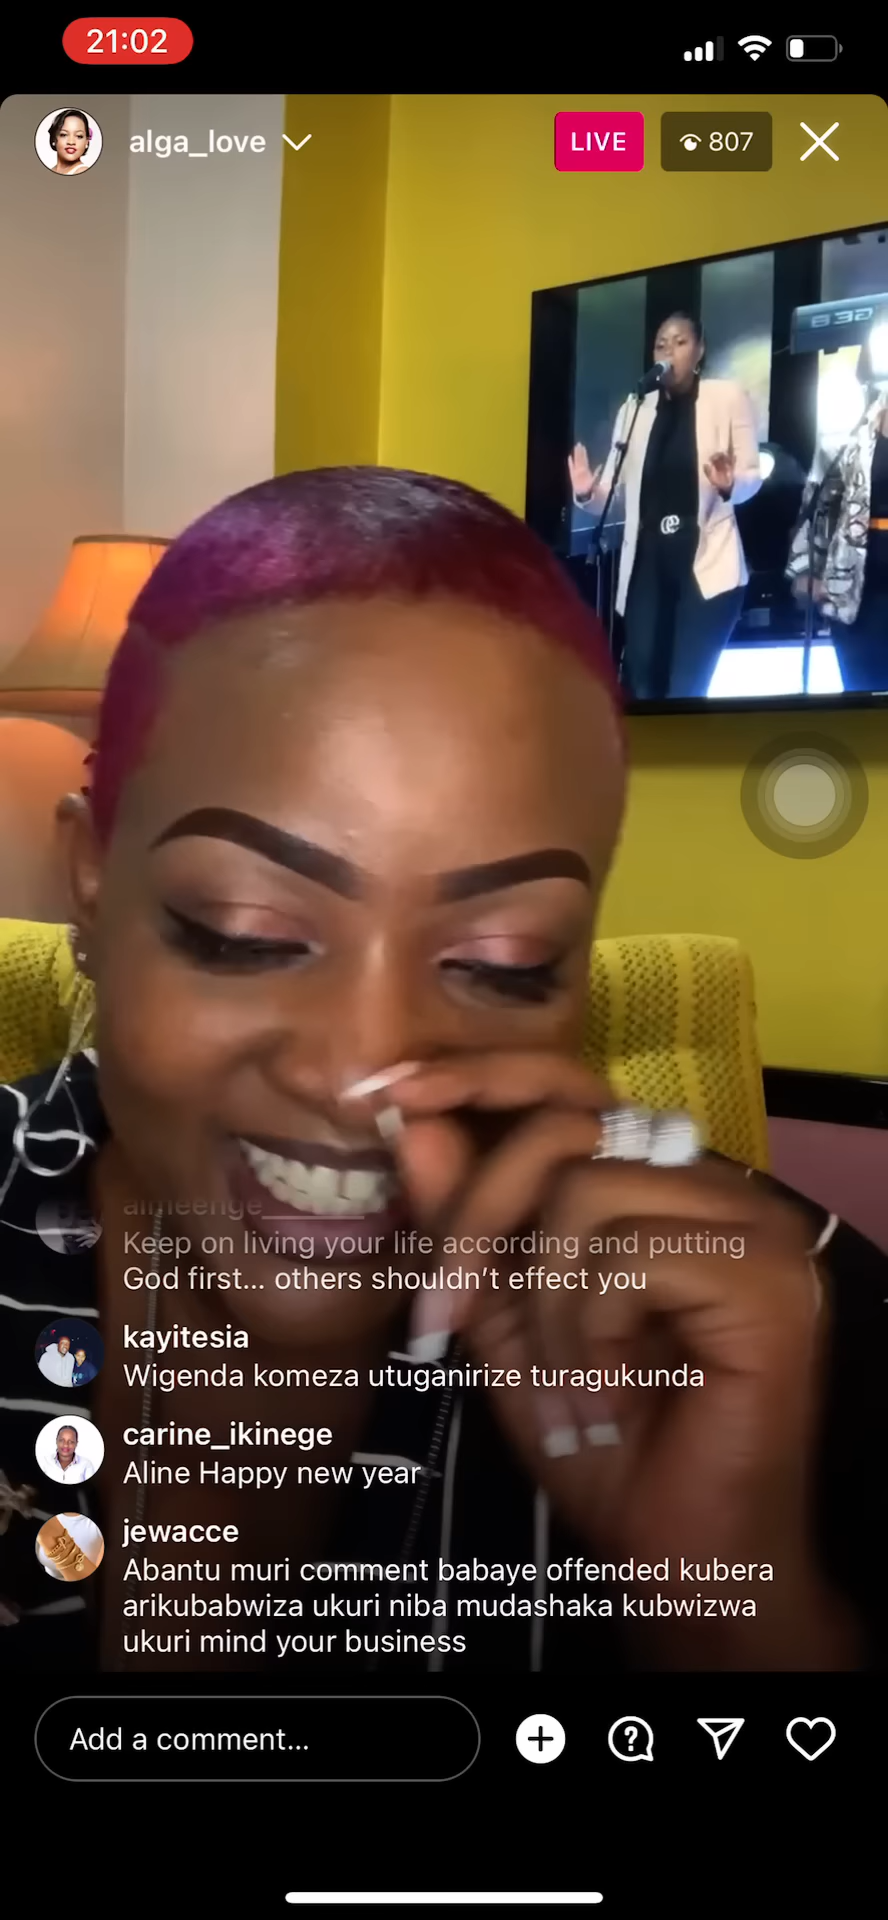 21:02
alga_love
LIVE
807
aimeenge______
Keep on living your life according and putting
God first... others shouldn't effect you
kayitesia
Wigenda komeza utuganirize turagukunda
carine_ikinege
Aline Happy new year
jewacce
Abantu muri comment babaye offended kubera
arikubabwiza ukuri niba mudashaka kubwizwa
ukuri mind your business
Add a comment...